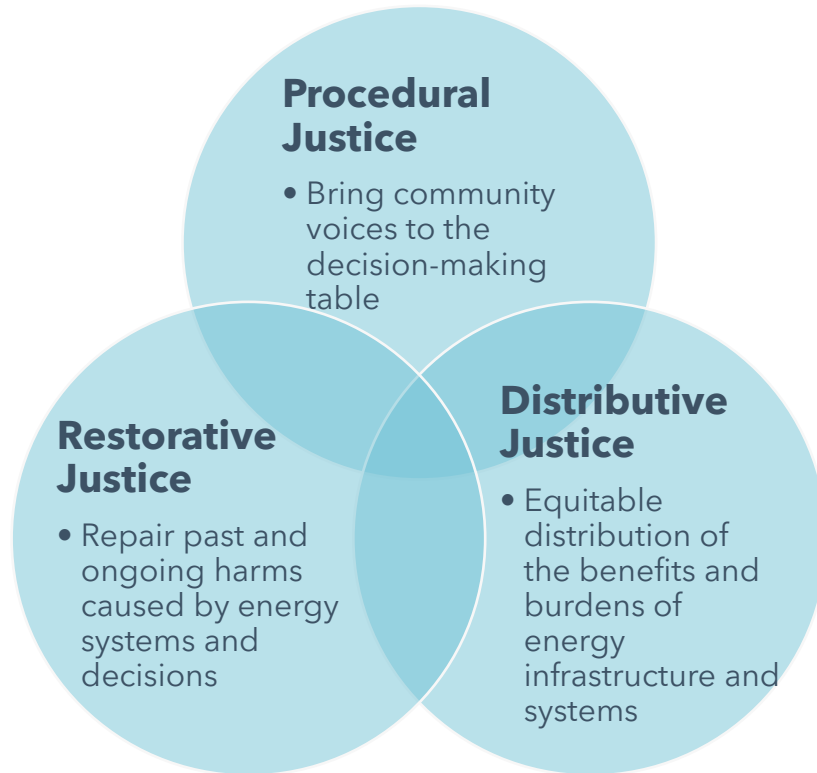 Procedural
Justice
• Bring community
voices to the
decision-making
table
Restorative
Justice
• Repair past and
ongoing harms
caused by energy
systems and
decisions
Distributive
Justice
• Equitable
distribution of
the benefits and
burdens of
energy
infrastructure and
systems